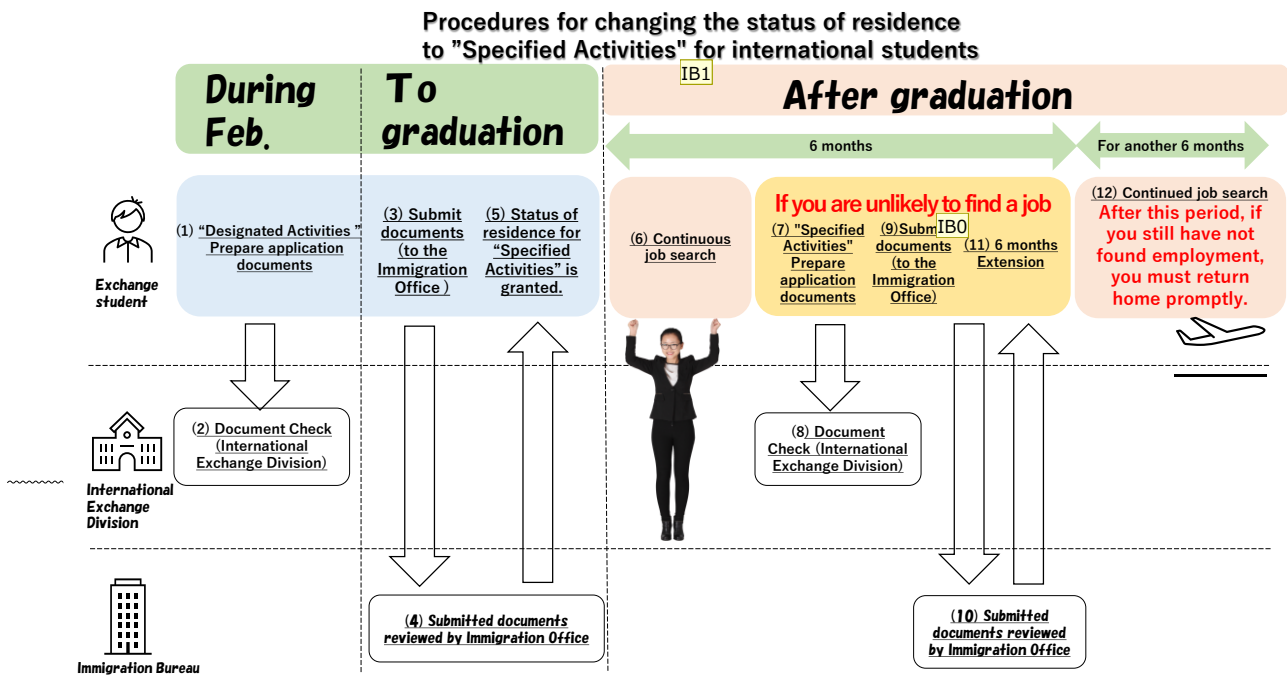 Procedures for changing the status of residence
to ”Specified Activities" for international students
IB1
During
Feb.
To
graduation
After graduation
6 months
For another 6 months
Exchange
student
(1) “Designated Activities ”
Prepare application
documents
(3) Submit
documents
(to the
Immigration
Office )
(5) Status of
residence for
“Specified
Activities” is
granted.
(6) Continuous
job search
If you are unlikely to find a job
IB0
(7) "Specified
Activities"
Prepare
application
documents
(9)Submi
documents
(to the
Immigration
Office)
(11) 6 months
Extension
(12) Continued job search
After this period, if
you still have not
found employment,
you must return
home promptly.
International
Exchange
Division
(2) Document Check
(International
Exchange Division)
(8) Document
Check (International
Exchange Division)
Immigration Bureau
(4) Submitted documents
reviewed by Immigration Office
(10) Submitted
documents reviewed
by Immigration Office